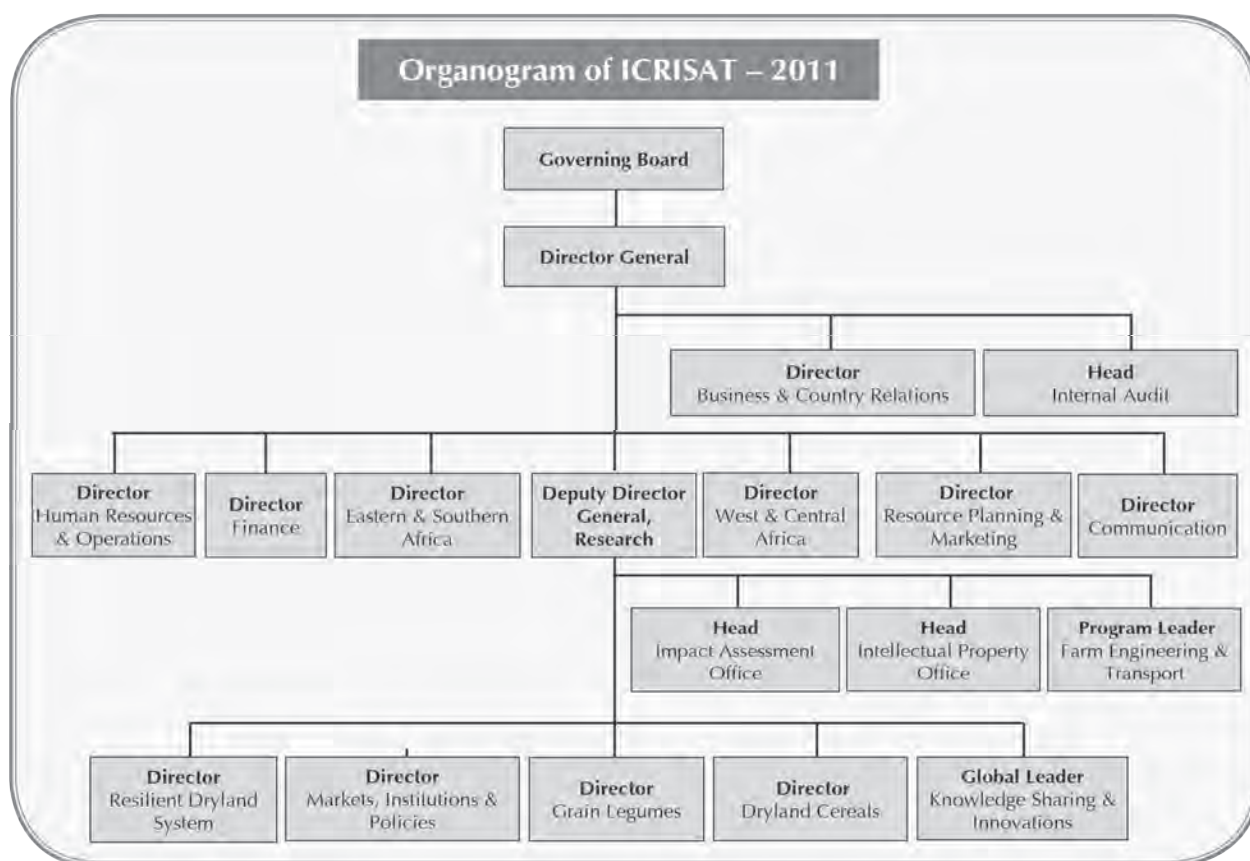 Organogram of ICRISAT – 2011
Governing Board
Director General
Director
Business & Country Relations
Head
Internal Audit
Director
Human Resources
& Operations
Director
Finance
Director
Eastern & Southern
Africa
Deputy Director
General,
Research
Director
West & Central
Africa
Director
Resource Planning &
Marketing
Director
Communication
Head
Impact Assessment
Office
Head
Intellectual Property
Office
Program Leader
Farm Engineering &
Transport
Director
Resilient Dryland
System
Director
Markets, Institutions &
Policies
Director
Grain Legumes
Director
Dryland Cereals
Global Leader
Knowledge Sharing &
Innovations